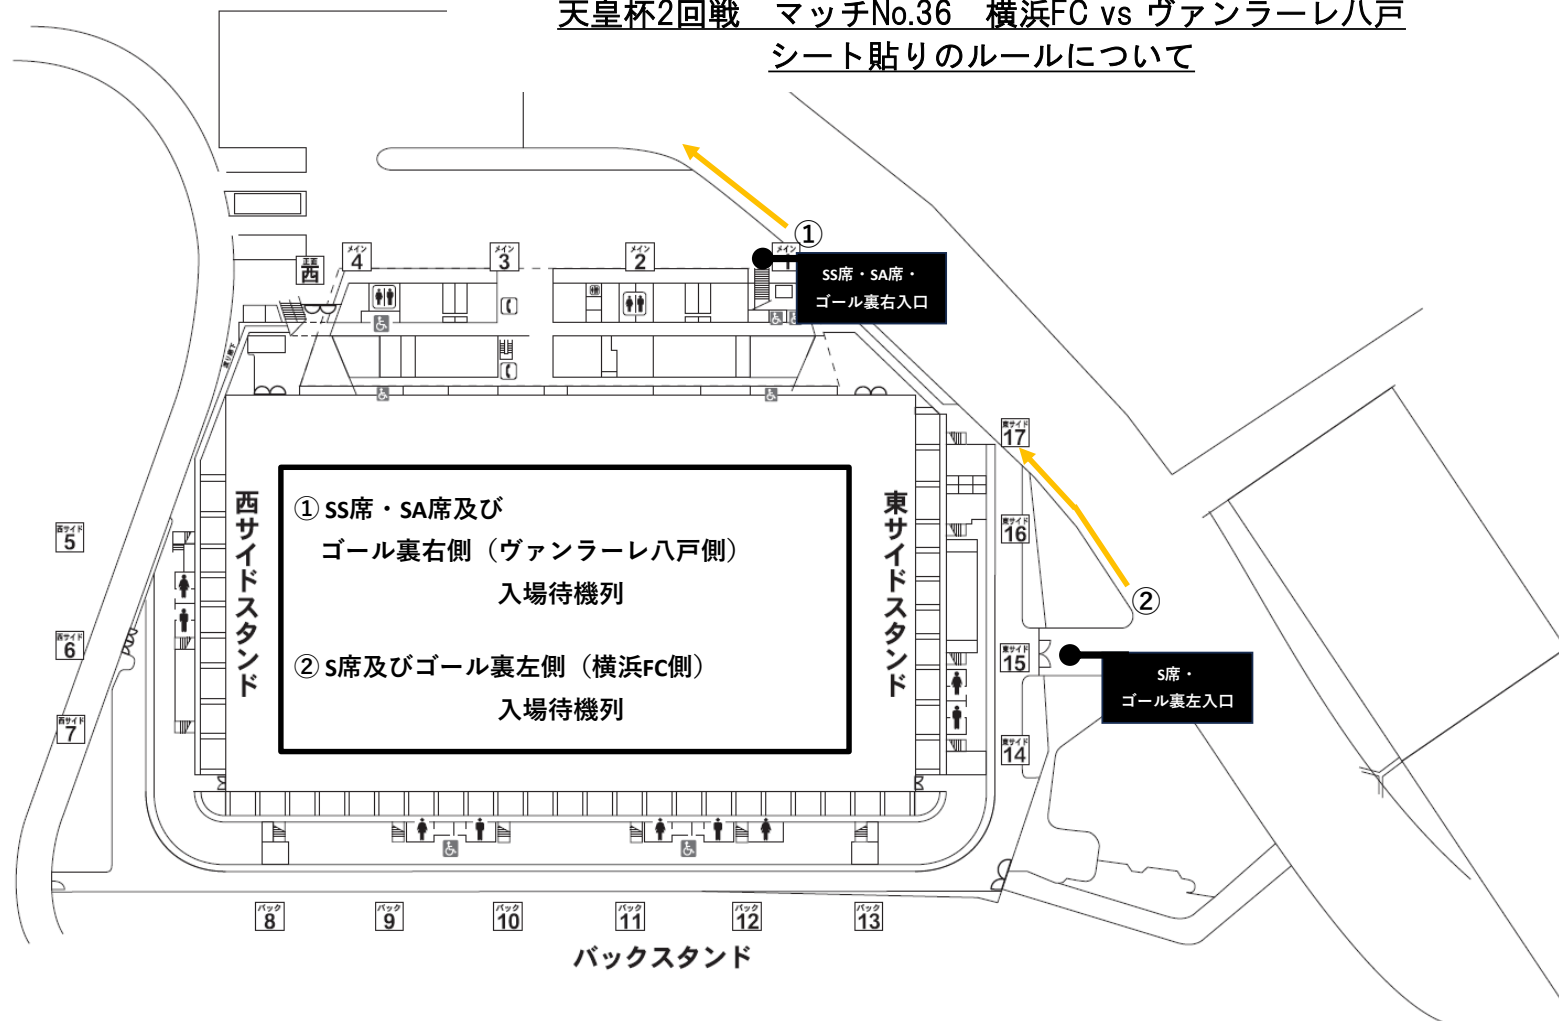 天皇杯2回戦　マッチNo.36　横浜FC vs ヴァンラーレ八戸
シート貼りのルールについて
①
メイン
4
メイン
3
メイン
2
メイン
1
正面
西
SS席・SA席・
ゴール裏右入口
東サイド
17
西サイドスタンド
① SS席・SA席及び
ゴール裏右側（ヴァンラーレ八戸側）
入場待機列
② S席及びゴール裏左側（横浜FC側）
入場待機列
東サイドスタンド
西サイド
5
東サイド
16
②
西サイド
6
東サイド
15
S席・
ゴール裏左入口
西サイド
7
東サイド
14
バック
8
バック
9
バック
10
バック
11
バック
12
バック
13
バックスタンド